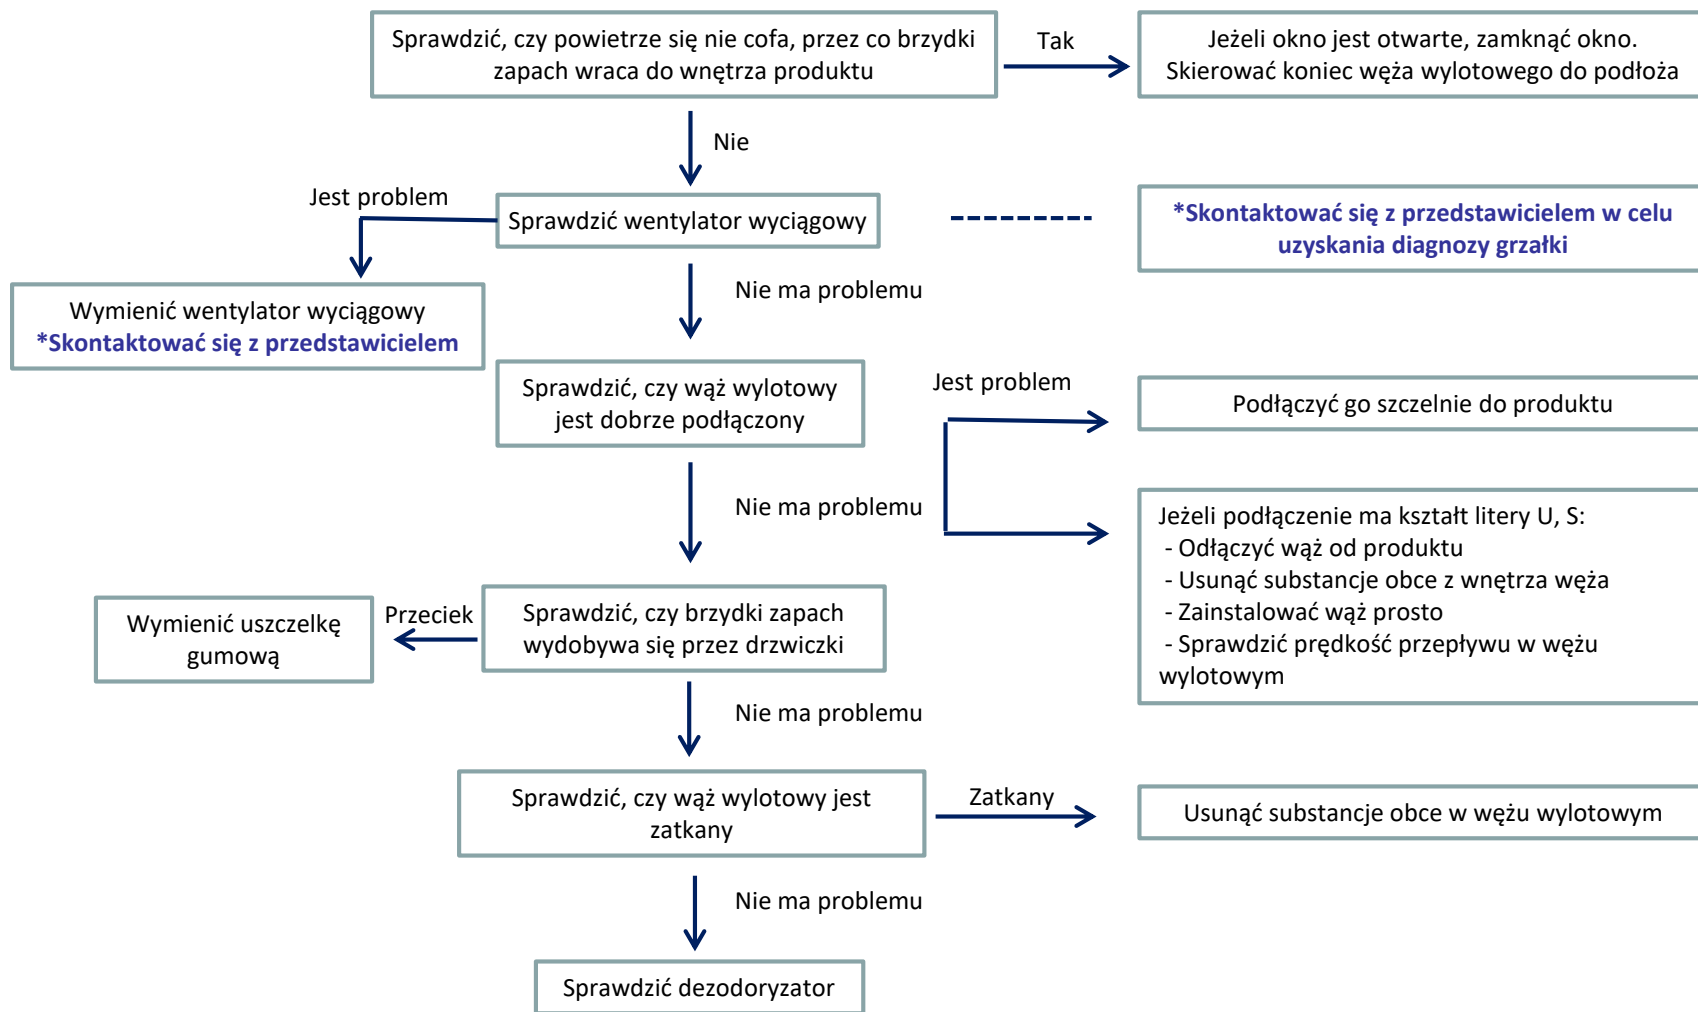 Sprawdzić, czy powietrze się nie cofa, przez co brzydki
zapach wraca do wnętrza produktu
Tak
Jeżeli okno jest otwarte, zamknąć okno.
Skierować koniec węża wylotowego do podłoża
Nie
Jest problem
Sprawdzić wentylator wyciągowy
*Skontaktować się z przedstawicielem w celu
uzyskania diagnozy grzałki
Nie ma problemu
Wymienić wentylator wyciągowy
*Skontaktować się z przedstawicielem
Sprawdzić, czy wąż wylotowy
jest dobrze podłączony
Jest problem
Podłączyć go szczelnie do produktu
Nie ma problemu
Jeżeli podłączenie ma kształt litery U, S:
- Odłączyć wąż od produktu
- Usunąć substancje obce z wnętrza węża
- Zainstalować wąż prosto
- Sprawdzić prędkość przepływu w wężu
wylotowym
Sprawdzić, czy brzydki zapach
wydobywa się przez drzwiczki
Przeciek
Wymienić uszczelkę
gumową
Nie ma problemu
Sprawdzić, czy wąż wylotowy jest
zatkany
Zatkany
Usunąć substancje obce w wężu wylotowym
Nie ma problemu
Sprawdzić dezodoryzator